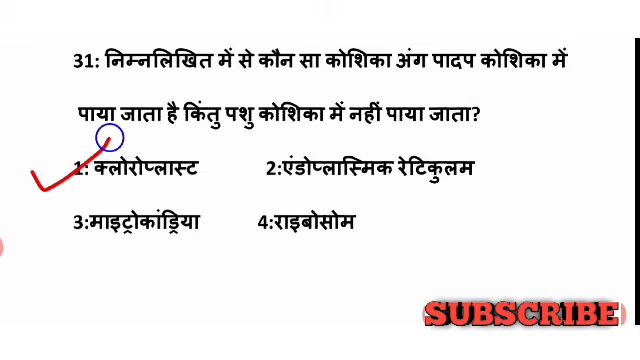 31: निम्नलिखित में से कौन सा कोशिका अंग पादप कोशिका में
पाया जाता है किंतु पशु कोशिका में नहीं पाया जाता?
1: क्लोरोप्लास्ट 2:एंडोप्लास्मिक रेटिकुलम
3:माइट्रोकांड्रिया 4:राइबोसोम
SUBSCRIBE